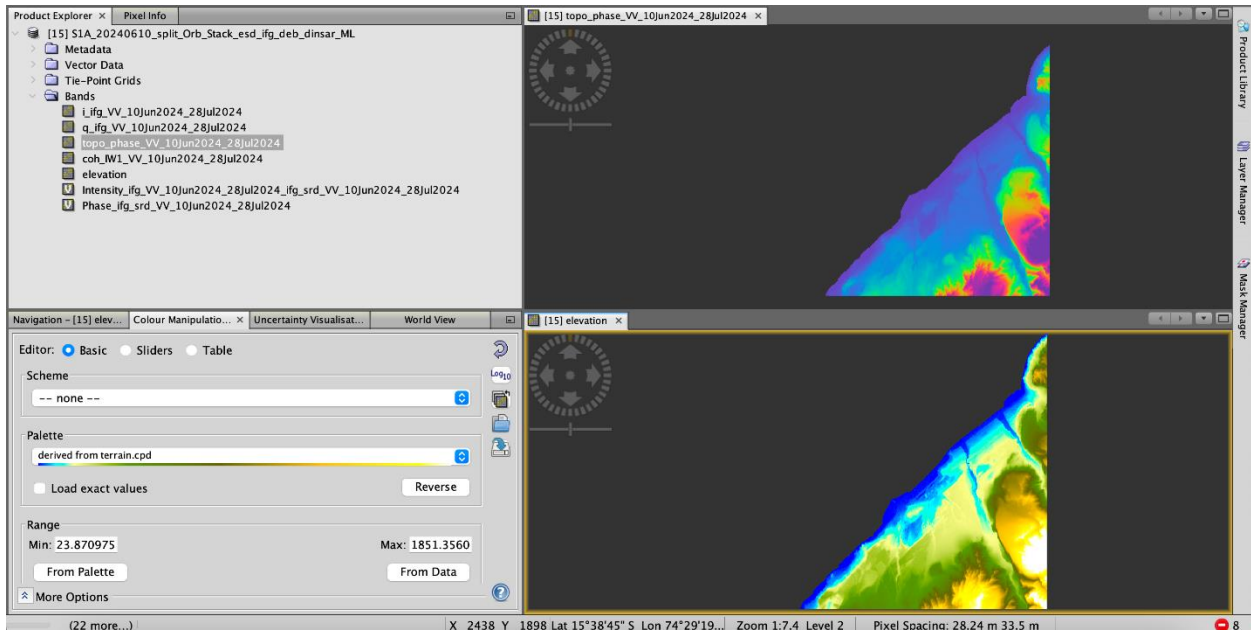 Product Explorer × Pixel Info
[15] S1A_20240610_split_Orb_Stack_esd_ifg_deb_dinsar_ML
Metadata
Vector Data
Tie-Point Grids
Bands
i_ifg_VV_10Jun2024_28Jul2024
q_ifg_VV_10Jun2024_28Jul2024
topo_phase_VV_10Jun2024_28Jul2024
coh_IW1_VV_10Jun2024_28Jul2024
elevation
Intensity_ifg_VV_10Jun2024_28Jul2024_ifg_srd_VV_10Jun2024_28Jul2024
Phase_ifg_srd_VV_10Jun2024_28Jul2024
[15] topo_phase_VV_10Jun2024_28Jul2024 ×
Product Library
Layer Manager
Mask Manager
Navigation – [15] elev... Colour Manipulatio... × Uncertainty Visualisat... World View
Editor: Basic Sliders Table
Scheme
-- none --
Log10
Palette
derived from terrain.cpd
Load exact values Reverse
Range
Min: 23.870975 Max: 1851.3560
From Palette From Data
More Options
[15] elevation ×
(22 more...) X 2438 Y 1898 Lat 15°38'45" S Lon 74°29'19... Zoom 1:7.4 Level 2 Pixel Spacing: 28.24 m 33.5 m 8